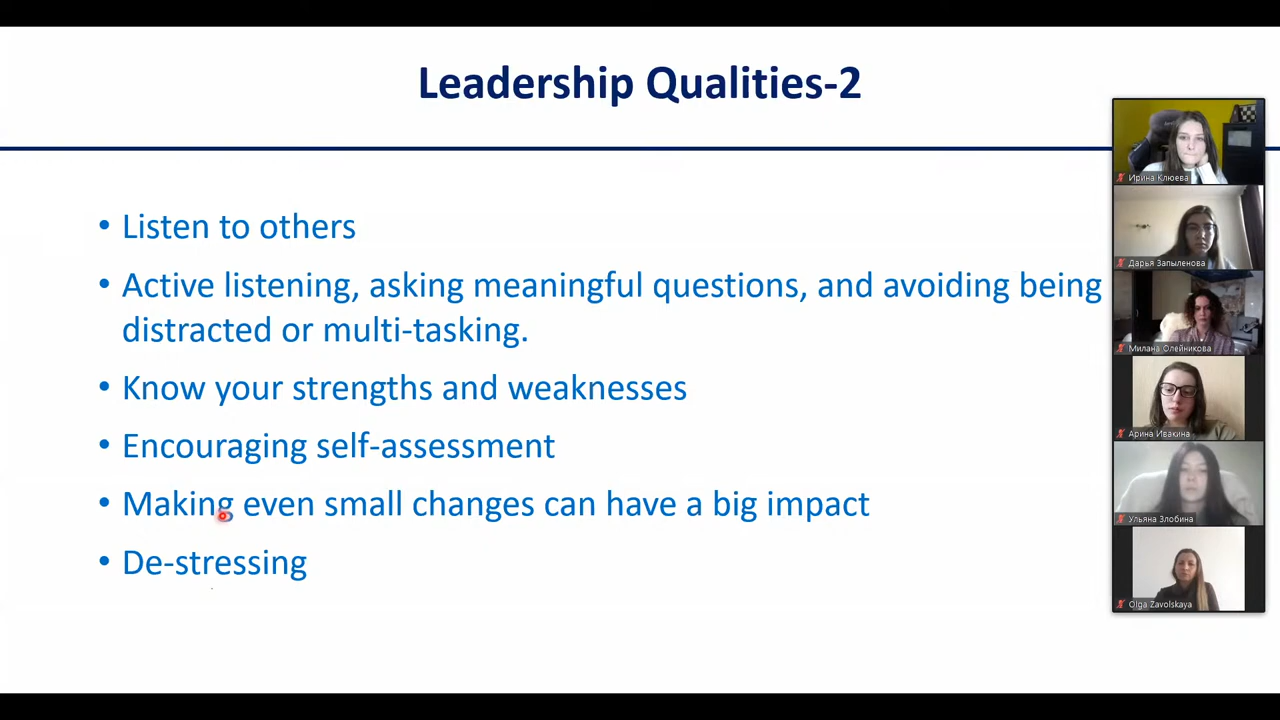 Leadership Qualities-2
• Listen to others
• Active listening, asking meaningful questions, and avoiding being
distracted or multi-tasking.
• Know your strengths and weaknesses
• Encouraging self-assessment
• Making even small changes can have a big impact
• De-stressing
Ирина Клюева
Дарья Запыленова
Милана Олейникова
Арина Ивакина
Ульяна Злобина
Olga Zavolskaya